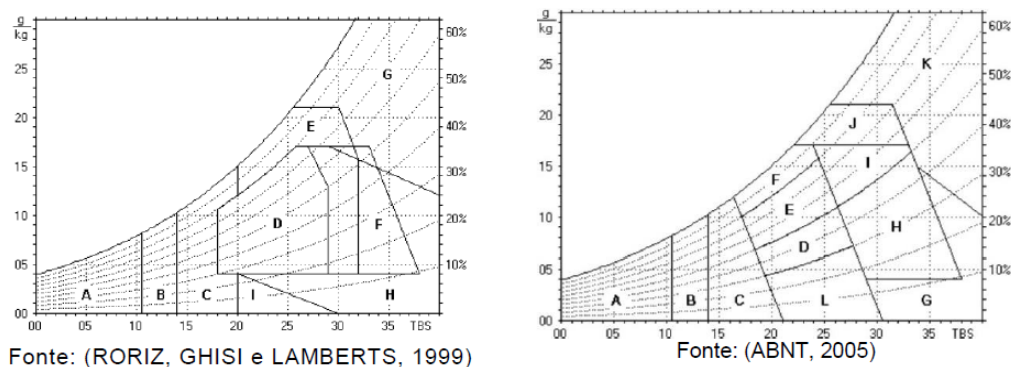 g
kg
60%
25
G
50%
20
E
40%
15
30%
10
D
F
20%
05
10%
A B C I H
00
00 05 10 15 20 25 30 35 TBS
Fonte: (RORIZ, GHISI e LAMBERTS, 1999)
g
kg
60%
25
K
50%
20
J
40%
15
I
30%
F
10
E
H
20%
D
05
10%
A B C L G
00
00 05 10 15 20 25 30 35 TBS
Fonte: (ABNT, 2005)